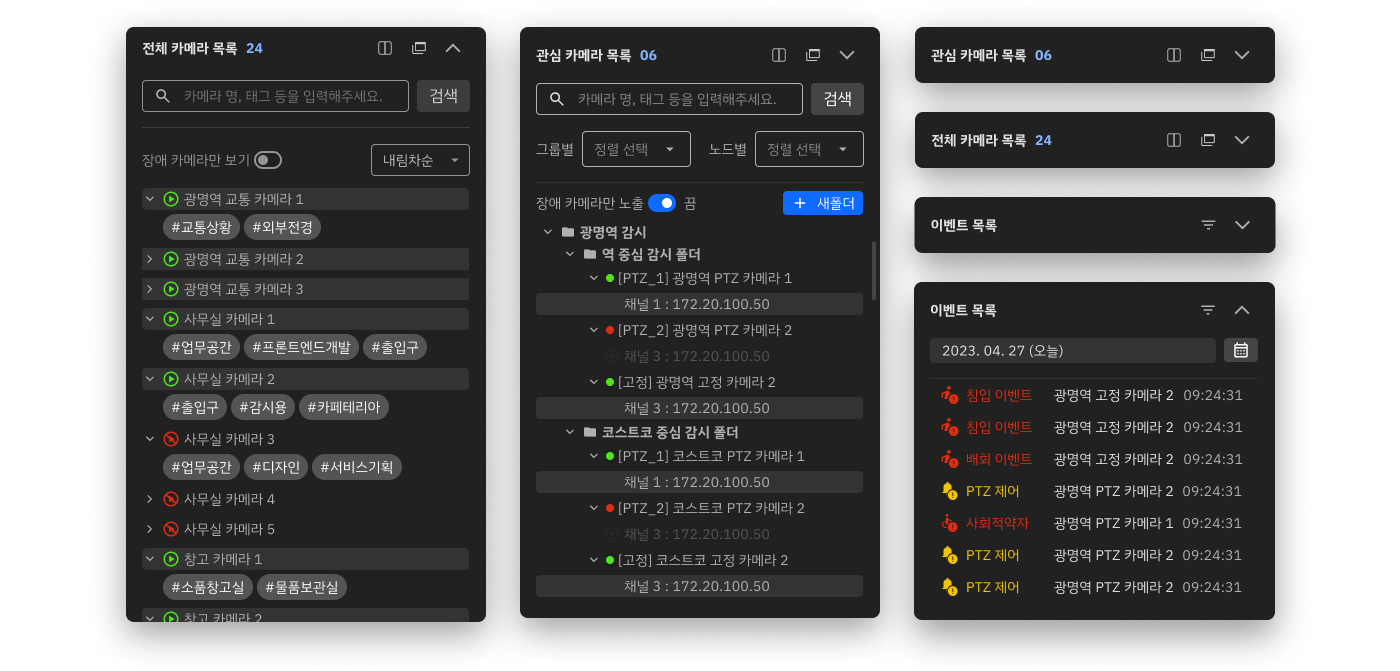 전체 카메라 목록 24
카메라 명, 태그 등을 입력해주세요. 검색
장애 카메라만 보기 내림차순
광명역 교통 카메라 1
#교통상황 #외부전경
광명역 교통 카메라 2
광명역 교통 카메라 3
사무실 카메라 1
#업무공간 #프론트엔드개발 #출입구
사무실 카메라 2
#출입구 #감시용 #카페테리아
사무실 카메라 3
#업무공간 #디자인 #서비스기획
사무실 카메라 4
사무실 카메라 5
창고 카메라 1
#소품창고실 #물품보관실
창고 카메라 2
관심 카메라 목록 06
카메라 명, 태그 등을 입력해주세요. 검색
그룹별 정렬 선택 노드별 정렬 선택
장애 카메라만 노출 끔 + 새폴더
광명역 감시
역 중심 감시 폴더
[PTZ_1] 광명역 PTZ 카메라 1
채널 1 : 172.20.100.50
[PTZ_2] 광명역 PTZ 카메라 2
채널 3 : 172.20.100.50
[고정] 광명역 고정 카메라 2
채널 3 : 172.20.100.50
코스트코 중심 감시 폴더
[PTZ_1] 코스트코 PTZ 카메라 1
채널 1 : 172.20.100.50
[PTZ_2] 코스트코 PTZ 카메라 2
채널 3 : 172.20.100.50
[고정] 코스트코 고정 카메라 2
채널 3 : 172.20.100.50
관심 카메라 목록 06
전체 카메라 목록 24
이벤트 목록
이벤트 목록
2023. 04. 27 (오늘)
침입 이벤트 광명역 고정 카메라 2 09:24:31
침입 이벤트 광명역 고정 카메라 2 09:24:31
배회 이벤트 광명역 고정 카메라 2 09:24:31
PTZ 제어 광명역 PTZ 카메라 2 09:24:31
사회적약자 광명역 PTZ 카메라 1 09:24:31
PTZ 제어 광명역 PTZ 카메라 2 09:24:31
PTZ 제어 광명역 PTZ 카메라 2 09:24:31